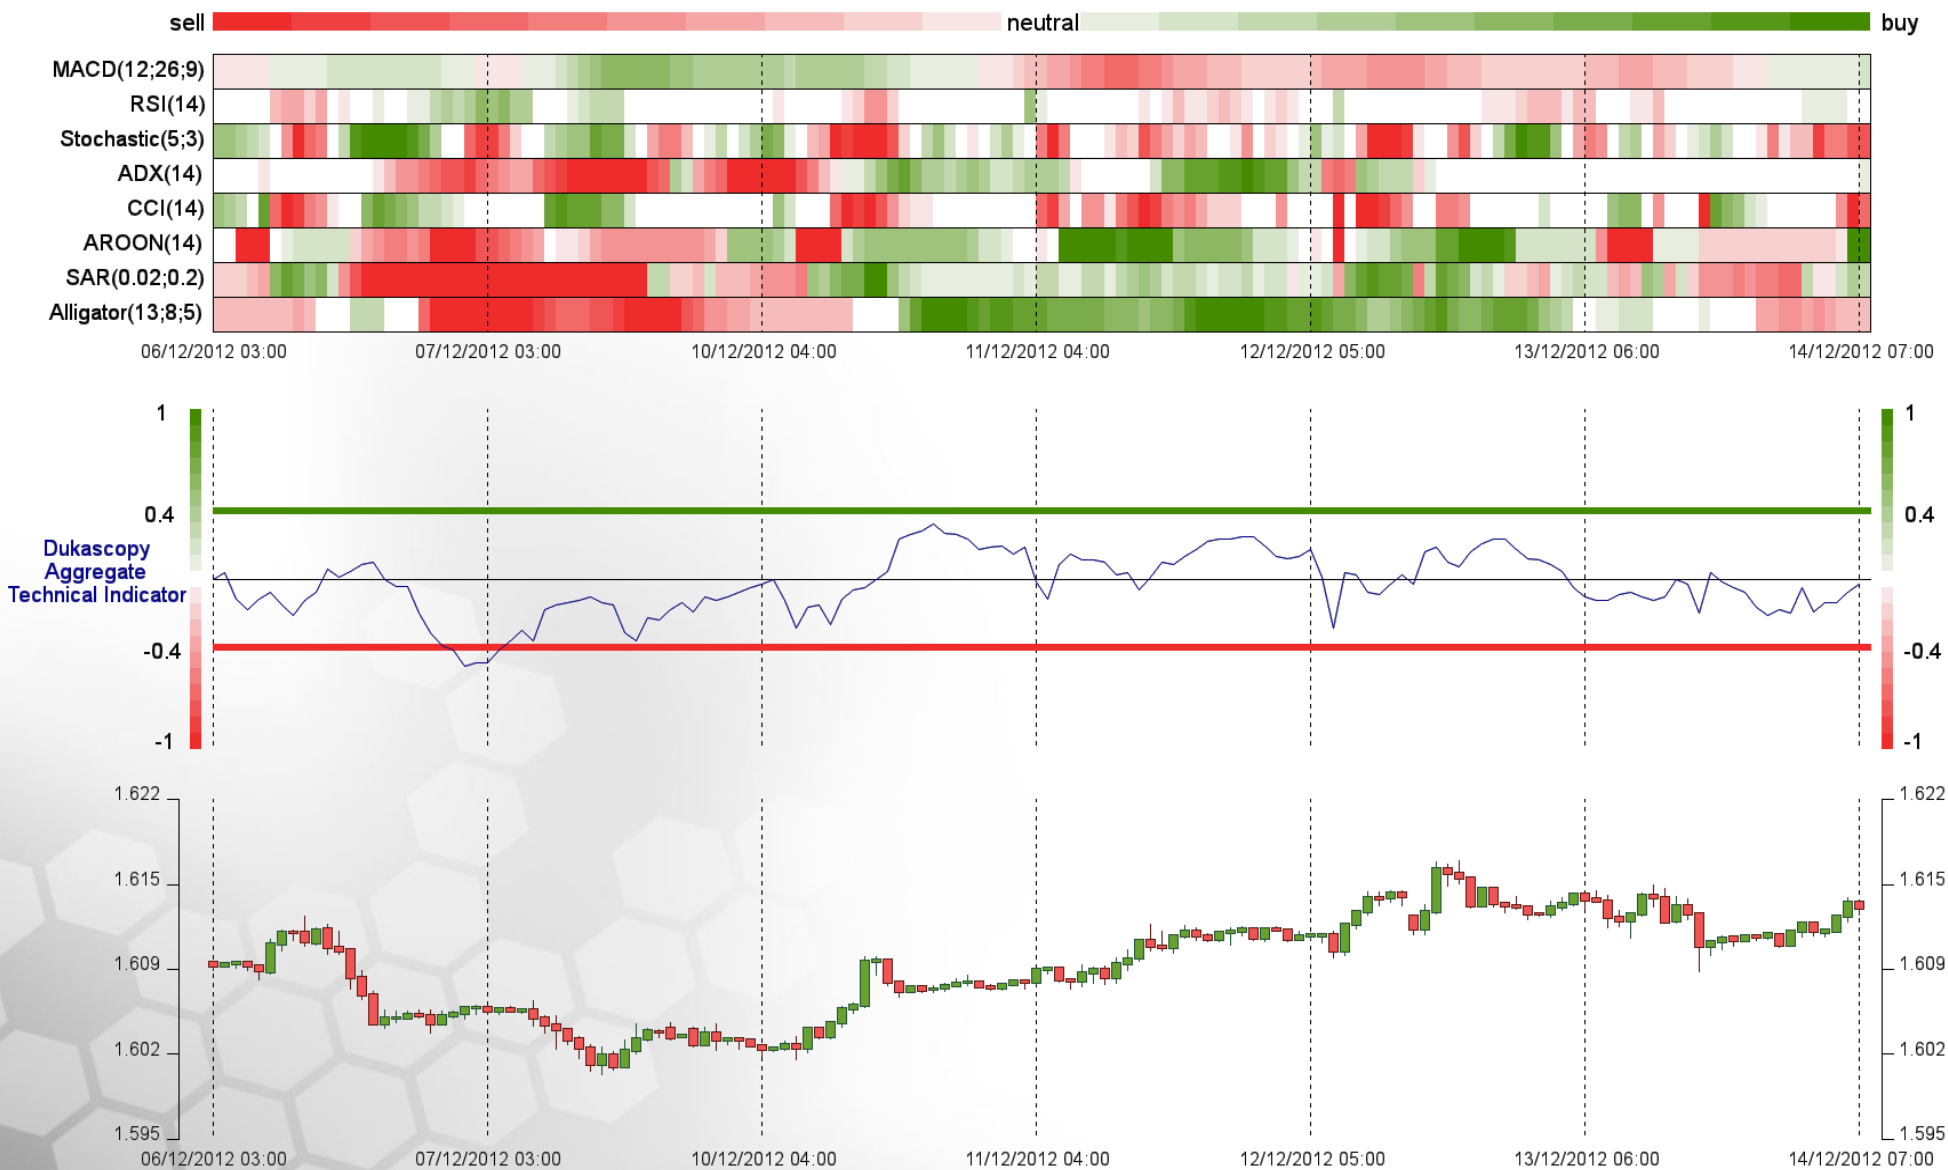 sell neutral buy
MACD(12;26;9)
RSI(14)
Stochastic(5;3)
ADX(14)
CCI(14)
AROON(14)
SAR(0.02;0.2)
Alligator(13;8;5)
06/12/2012 03:00 07/12/2012 03:00 10/12/2012 04:00 11/12/2012 04:00 12/12/2012 05:00 13/12/2012 06:00 14/12/2012 07:00
1 1
0.4 0.4
Dukascopy
Aggregate
Technical Indicator
-0.4 -0.4
-1 -1
1.622 1.622
1.615 1.615
1.609 1.609
1.602 1.602
1.595 1.595
06/12/2012 03:00 07/12/2012 03:00 10/12/2012 04:00 11/12/2012 04:00 12/12/2012 05:00 13/12/2012 06:00 14/12/2012 07:00